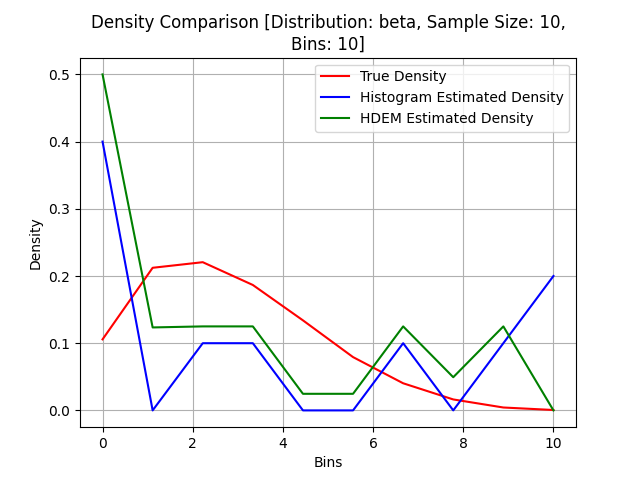 Density Comparison [Distribution: beta, Sample Size: 10,
Bins: 10]
True Density
Histogram Estimated Density
HDEM Estimated Density
Density
0.5
0.4
0.3
0.2
0.1
0.0
0 2 4 6 8 10
Bins